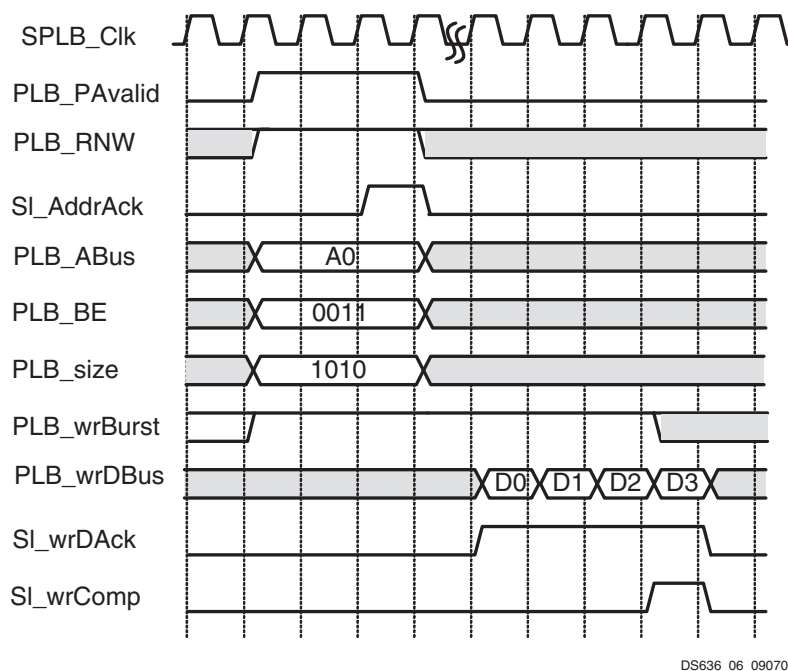 SPLB_Clk
PLB_PAvalid
PLB_RNW
Sl_AddrAck
PLB_ABus A0
PLB_BE 0011
PLB_size 1010
PLB_wrBurst
PLB_wrDBus D0 D1 D2 D3
Sl_wrDAck
Sl_wrComp
DS636_06_09070